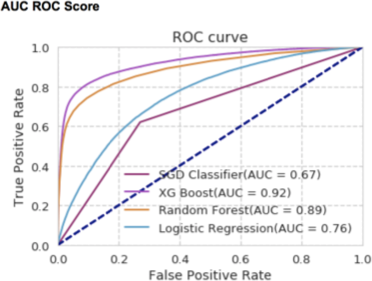 AUC ROC Score
ROC curve
True Positive Rate
1.0
0.8
0.6
0.4
0.2
0.0
SGD Classifier(AUC = 0.67)
XG Boost(AUC = 0.92)
Random Forest(AUC = 0.89)
Logistic Regression(AUC = 0.76)
0.0 0.2 0.4 0.6 0.8 1.0
False Positive Rate